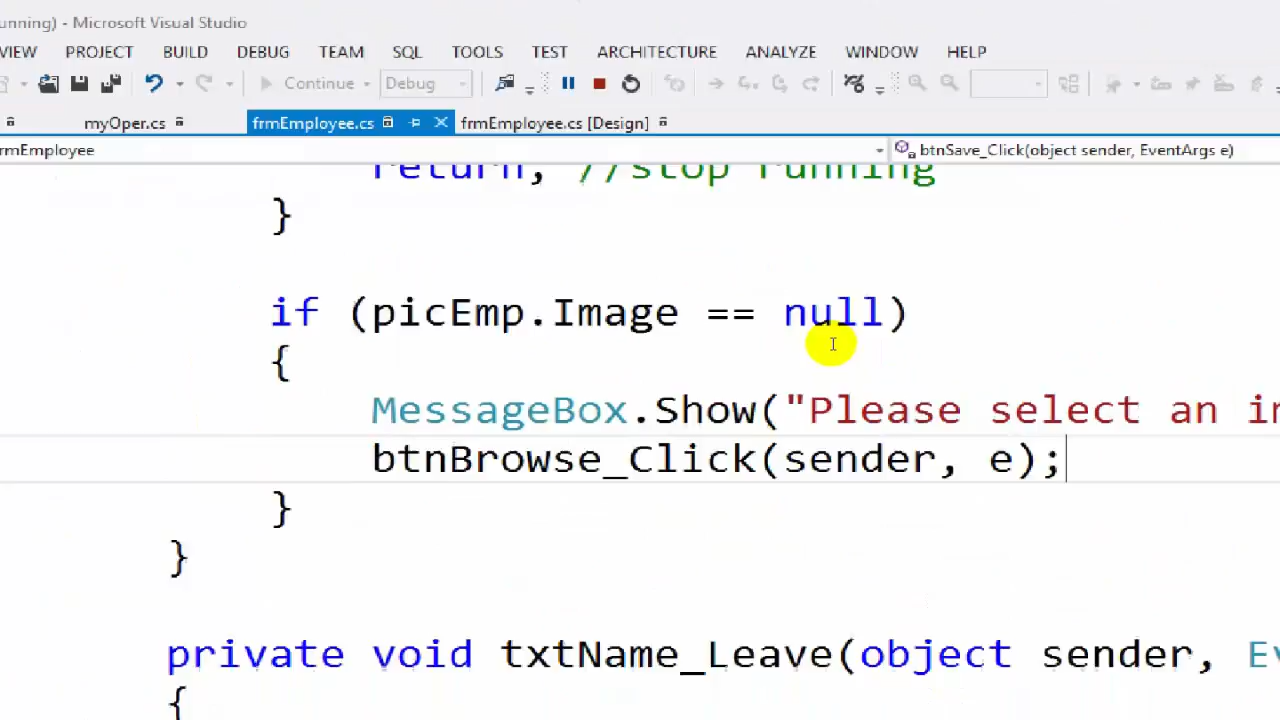 unning) - Microsoft Visual Studio
VIEW PROJECT BUILD DEBUG TEAM SQL TOOLS TEST ARCHITECTURE ANALYZE WINDOW HELP
Continue Debug
myOper.cs frmEmployee.cs frmEmployee.cs [Design]
rmEmployee btnSave_Click(object sender, EventArgs e)
return; //stop running
}
if (picEmp.Image == null)
{
MessageBox.Show("Please select an im
btnBrowse_Click(sender, e);
}
}
private void txtName_Leave(object sender, Ev
{